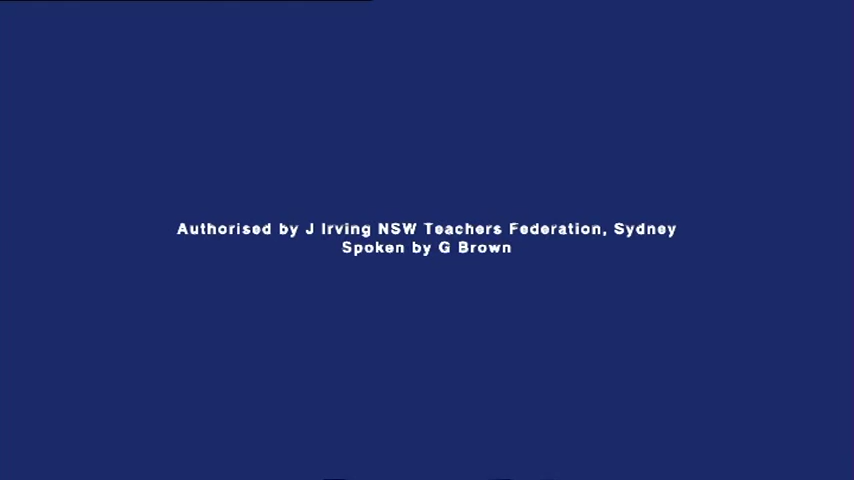 Authorised by J Irving NSW Teachers Federation, Sydney
Spoken by G Brown